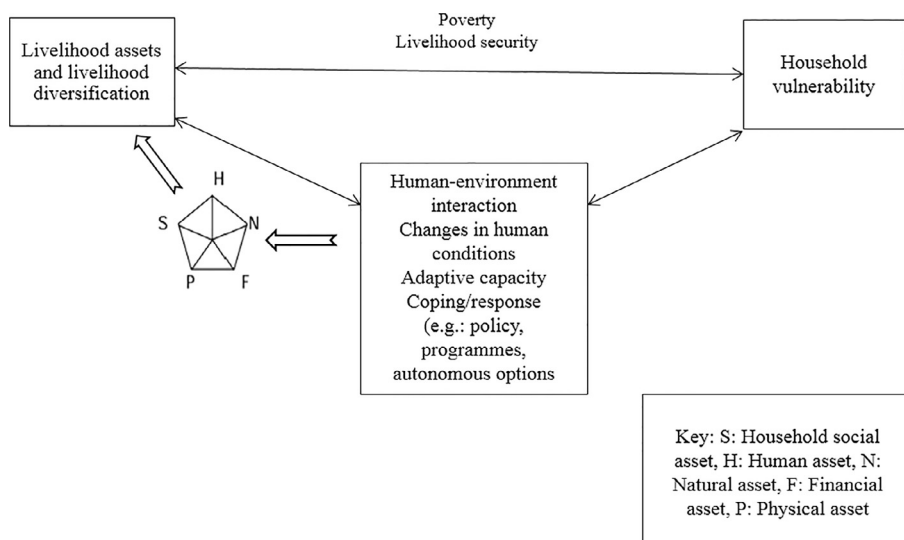 Poverty
Livelihood security
Livelihood assets
and livelihood
diversification
Household
vulnerability
H
S
N
P
F
Human-environment
interaction
Changes in human
conditions
Adaptive capacity
Coping/response
(e.g.: policy,
programmes,
autonomous options
Key: S: Household social
asset, H: Human asset, N:
Natural asset, F: Financial
asset, P: Physical asset